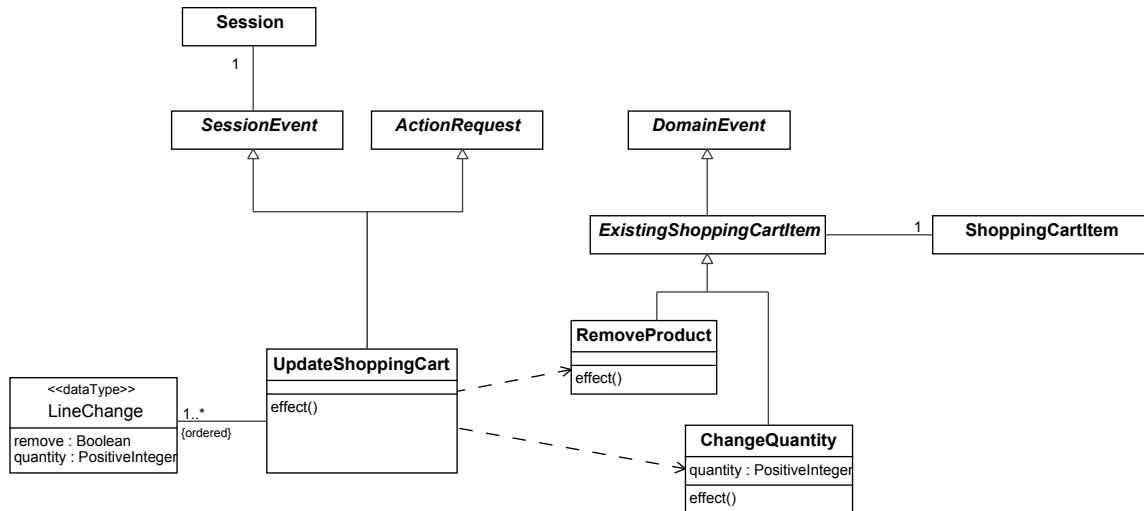 Session
1
SessionEvent
ActionRequest
DomainEvent
ExistingShoppingCartItem
1
ShoppingCartItem
RemoveProduct
effect()
UpdateShoppingCart
effect()
<<dataType>>
LineChange
remove : Boolean
quantity : PositiveInteger
1..*
{ordered}
ChangeQuantity
quantity : PositiveInteger
effect()